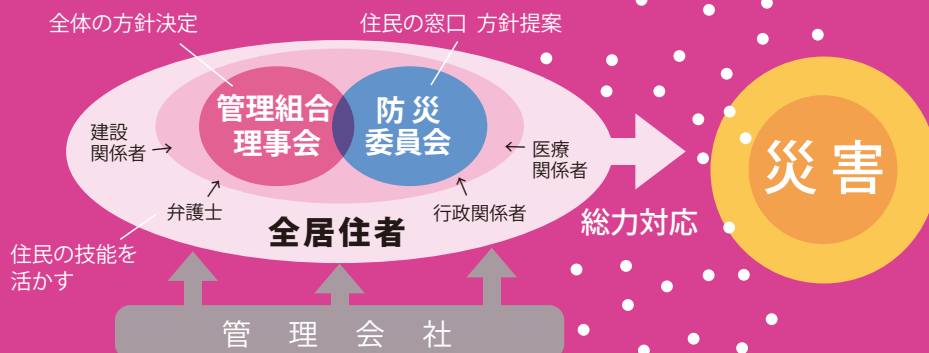 全体の方針決定
住民の窓口 方針提案
管理組合
理事会
防災
委員会
建設
関係者
医療
関係者
弁護士
行政関係者
全居住者
住民の技能を
活かす
総力対応
災害
管理会社